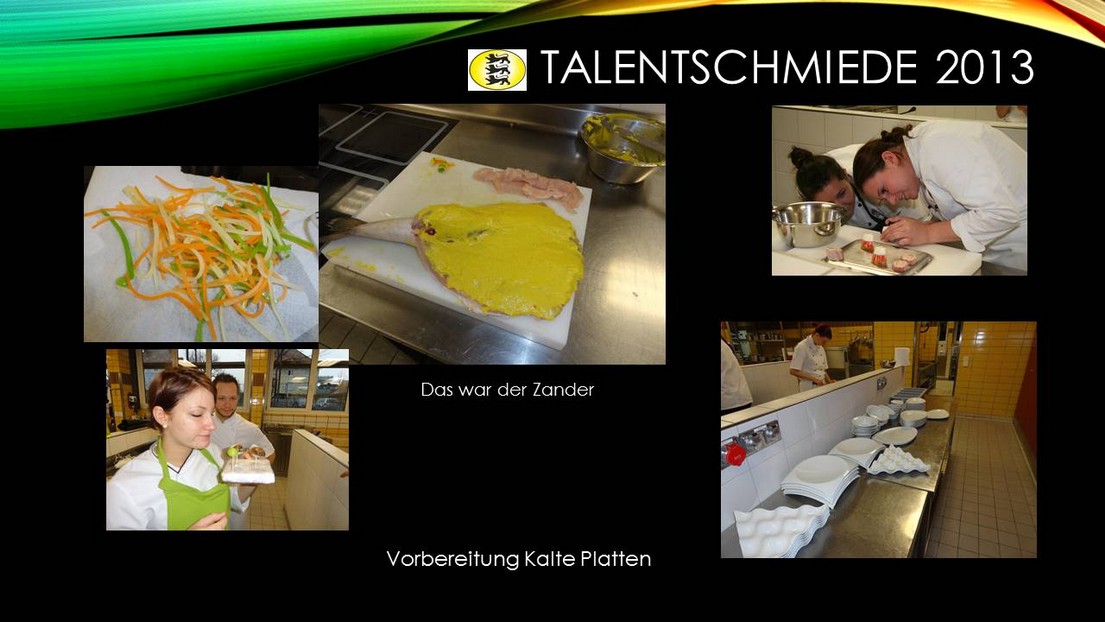 TALENTSCHMIEDE 2013
Das war der Zander
Vorbereitung Kalte Platten